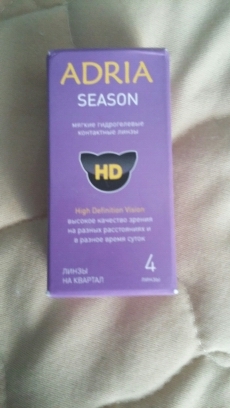 ADRIA
SEASON
мягкие гидрогелевые
контактные линзы
HD
High Definition Vision
высокое качество зрения
на разных расстояниях и
в разное время суток
ЛИНЗЫ
НА КВАРТАЛ
4
линзы